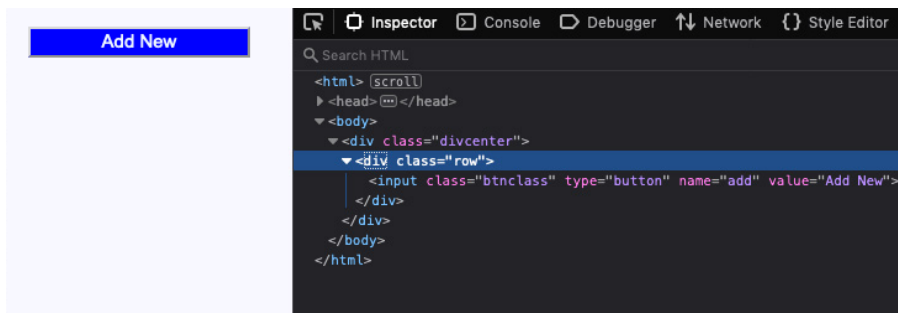 Add New
Inspector Console Debugger Network {} Style Editor
Search HTML
<html> scroll
<head> ••• </head>
<body>
<div class="divcenter">
<div class="row">
<input class="btnclass" type="button" name="add" value="Add New">
</div>
</div>
</body>
</html>